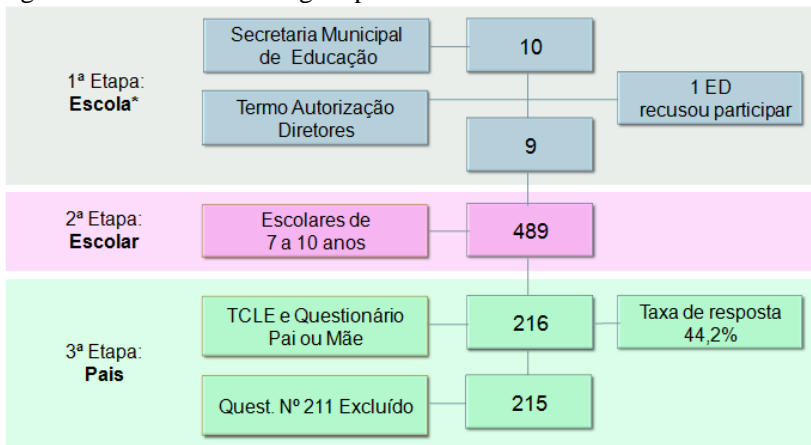 1ª Etapa:
Escola*
Secretaria Municipal
de Educação
10
Termo Autorização
Diretores
1 ED
recusou participar
9
2ª Etapa:
Escolar
Escolares de
7 a 10 anos
489
3ª Etapa:
Pais
TCLE e Questionário
Pai ou Mãe
216
Taxa de resposta
44,2%
Quest. Nº 211 Excluído
215